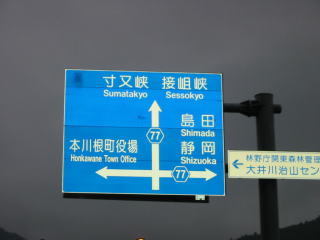 寸又峡 接岨峡
Sumatakyo Sessokyo
77
島田
Shimada
本川根町役場
Honkawane Town Office
静岡
Shizuoka
77
林野庁関東森林管理
大井川治山セン